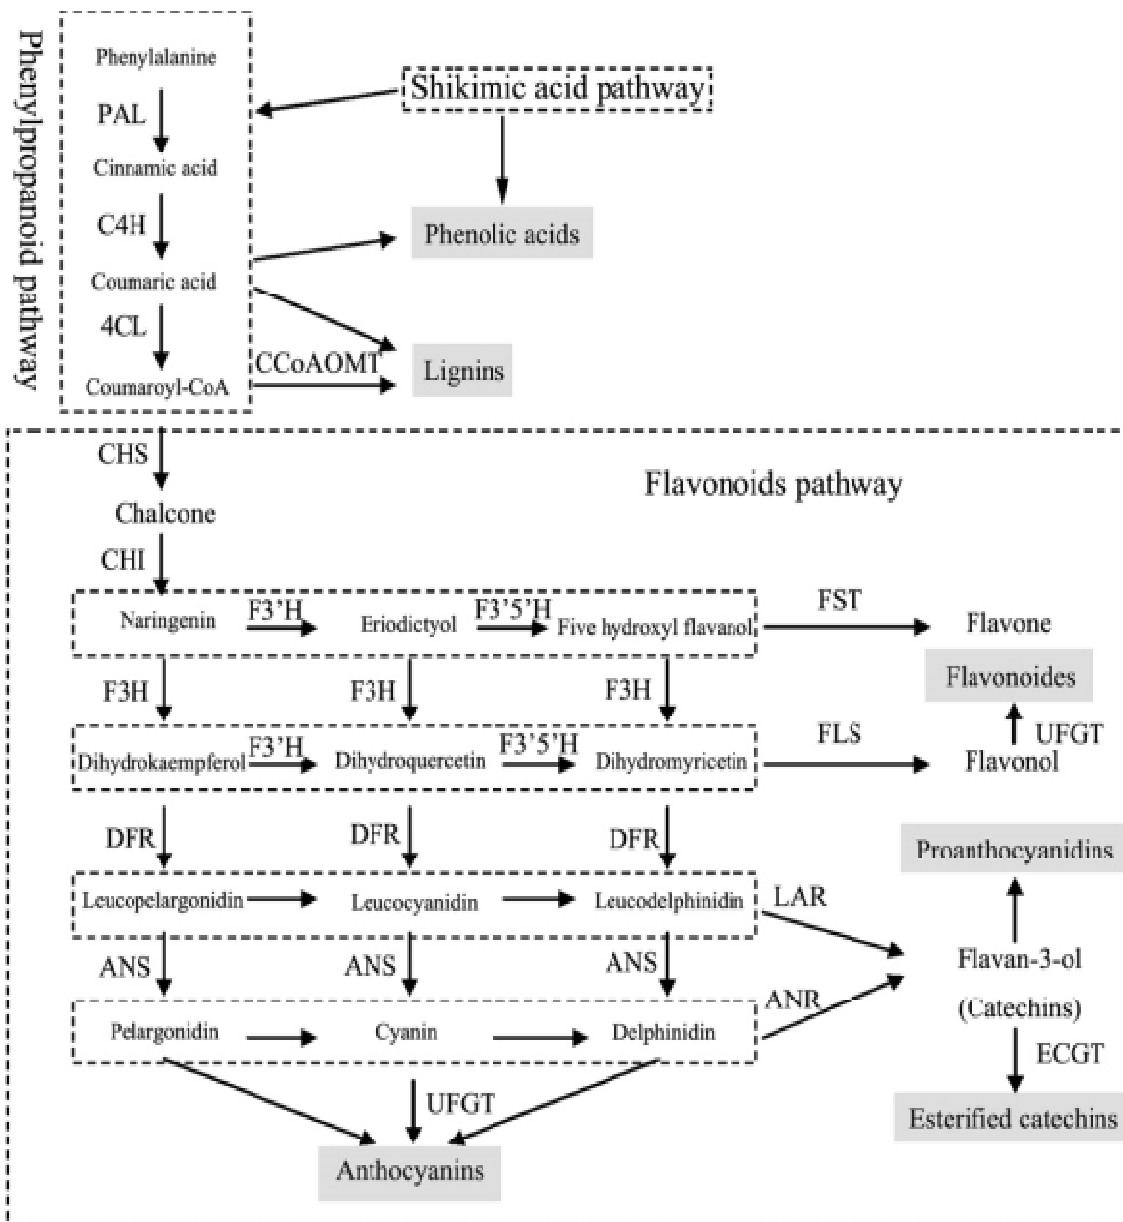 Phenylpropanoid pathway
Phenylalanine
PAL
Cinnamic acid
C4H
Coumaric acid
4CL
Coumaroyl-CoA
Shikimic acid pathway
Phenolic acids
CCoAOMT
Lignins
CHS
Flavonoids pathway
Chalcone
CHI
Naringenin F3’H Eriodictyol F3’5’H Five hydroxyl flavanol FST Flavone
F3H F3H F3H Flavonoides
UFGT
Dihydrokaempferol F3’H Dihydroquercetin F3’5’H Dihydromyricetin FLS Flavonol
DFR DFR DFR Proanthocyanidins
Leucopelargonidin Leucocyanidin Leucodelphinidin LAR
ANS ANS ANS Flavan-3-ol
ANR (Catechins)
Pelargonidin Cyanin Delphinidin
ECGT
UFGT Esterified catechins
Anthocyanins